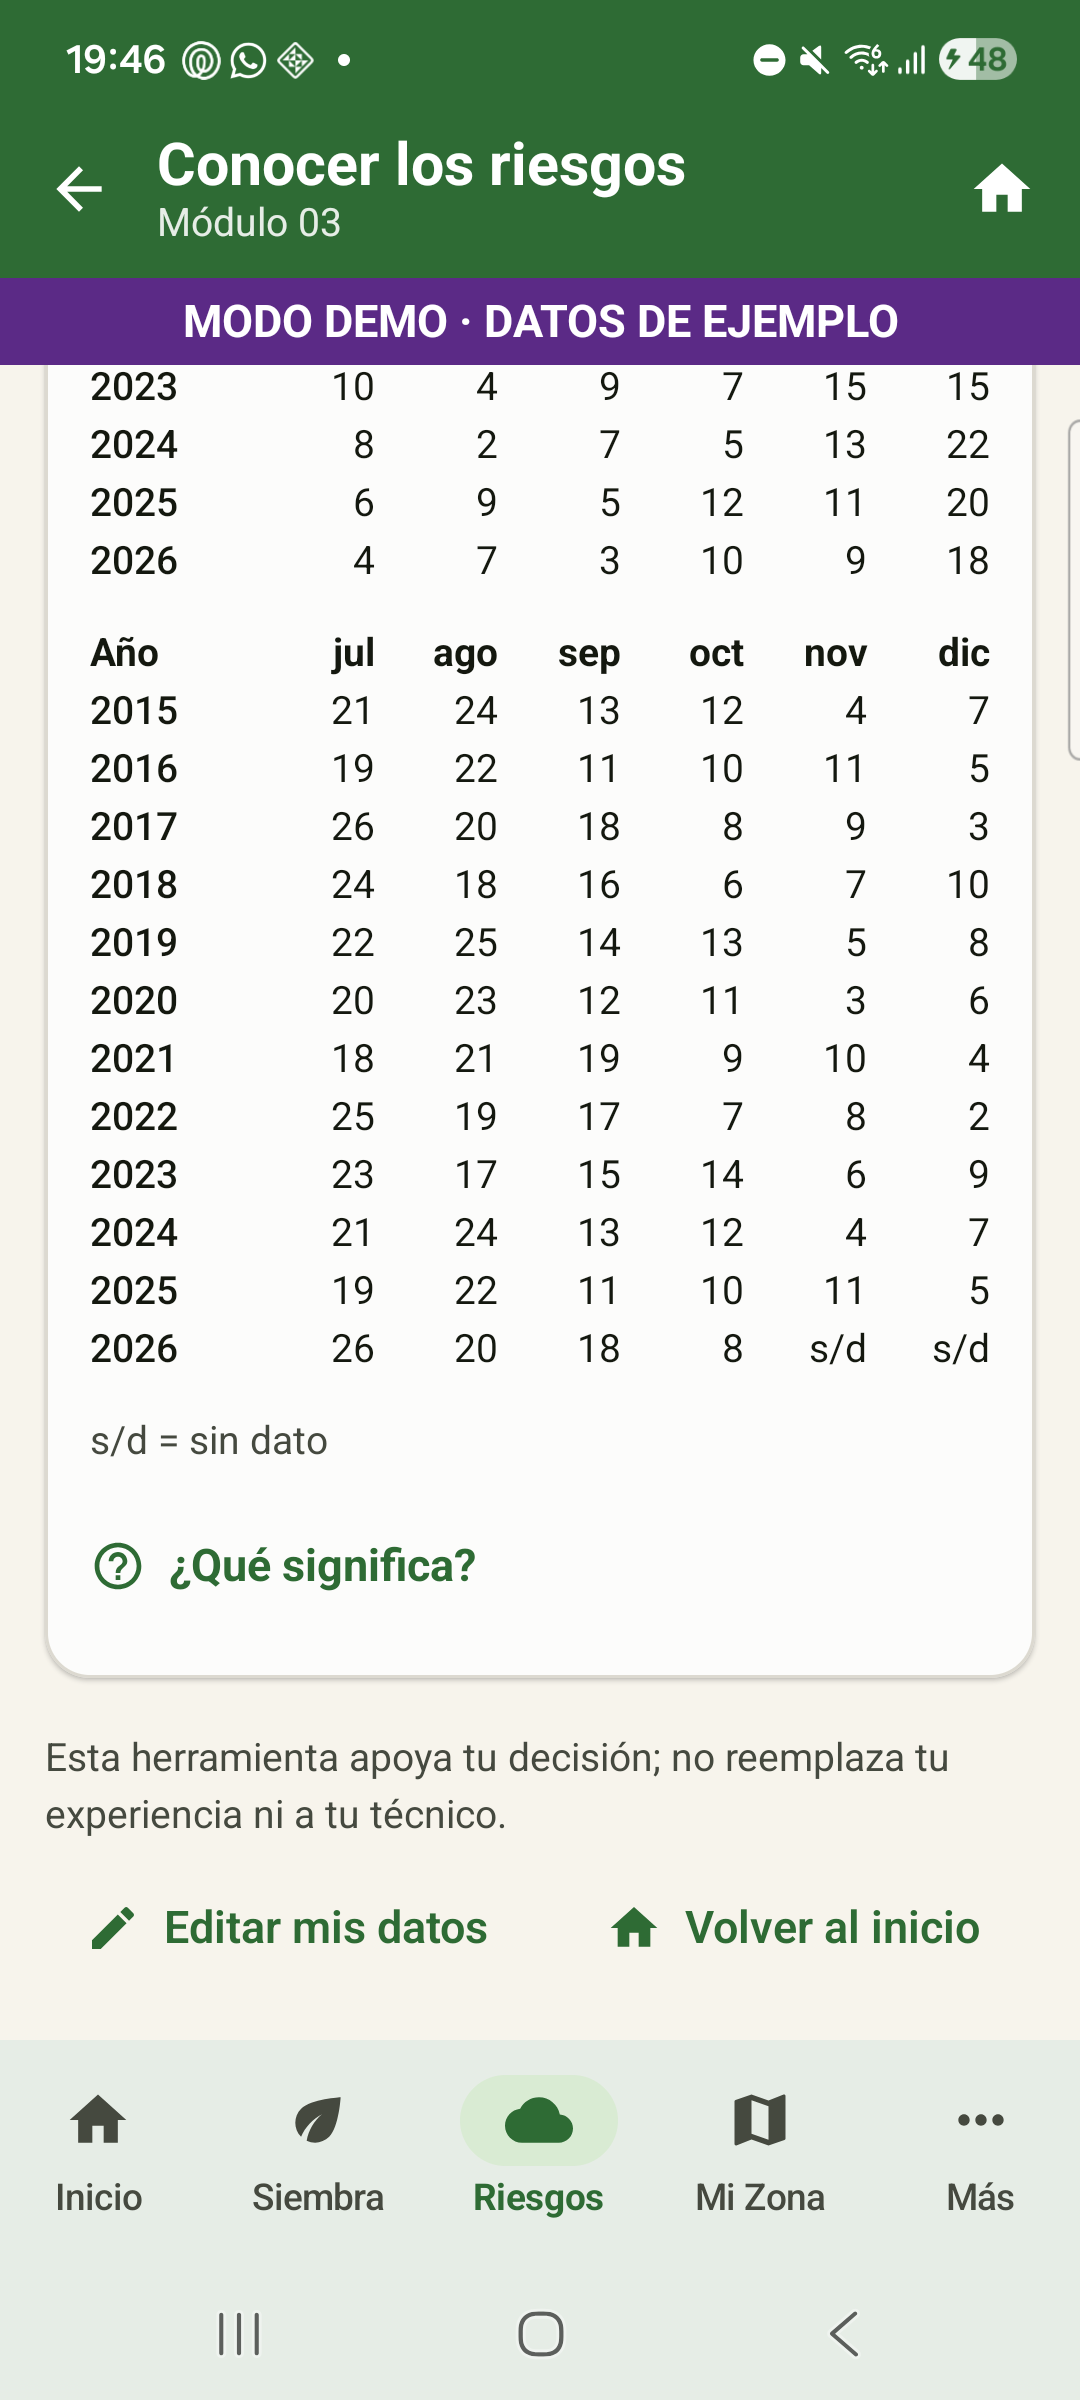 19:46
6
48
Conocer los riesgos
Módulo 03
MODO DEMO · DATOS DE EJEMPLO
2023 10 4 9 7 15 15
2024 8 2 7 5 13 22
2025 6 9 5 12 11 20
2026 4 7 3 10 9 18
Año jul ago sep oct nov dic
2015 21 24 13 12 4 7
2016 19 22 11 10 11 5
2017 26 20 18 8 9 3
2018 24 18 16 6 7 10
2019 22 25 14 13 5 8
2020 20 23 12 11 3 6
2021 18 21 19 9 10 4
2022 25 19 17 7 8 2
2023 23 17 15 14 6 9
2024 21 24 13 12 4 7
2025 19 22 11 10 11 5
2026 26 20 18 8 s/d s/d
s/d = sin dato
¿Qué significa?
Esta herramienta apoya tu decisión; no reemplaza tu
experiencia ni a tu técnico.
Editar mis datos
Volver al inicio
Inicio
Siembra
Riesgos
Mi Zona
Más